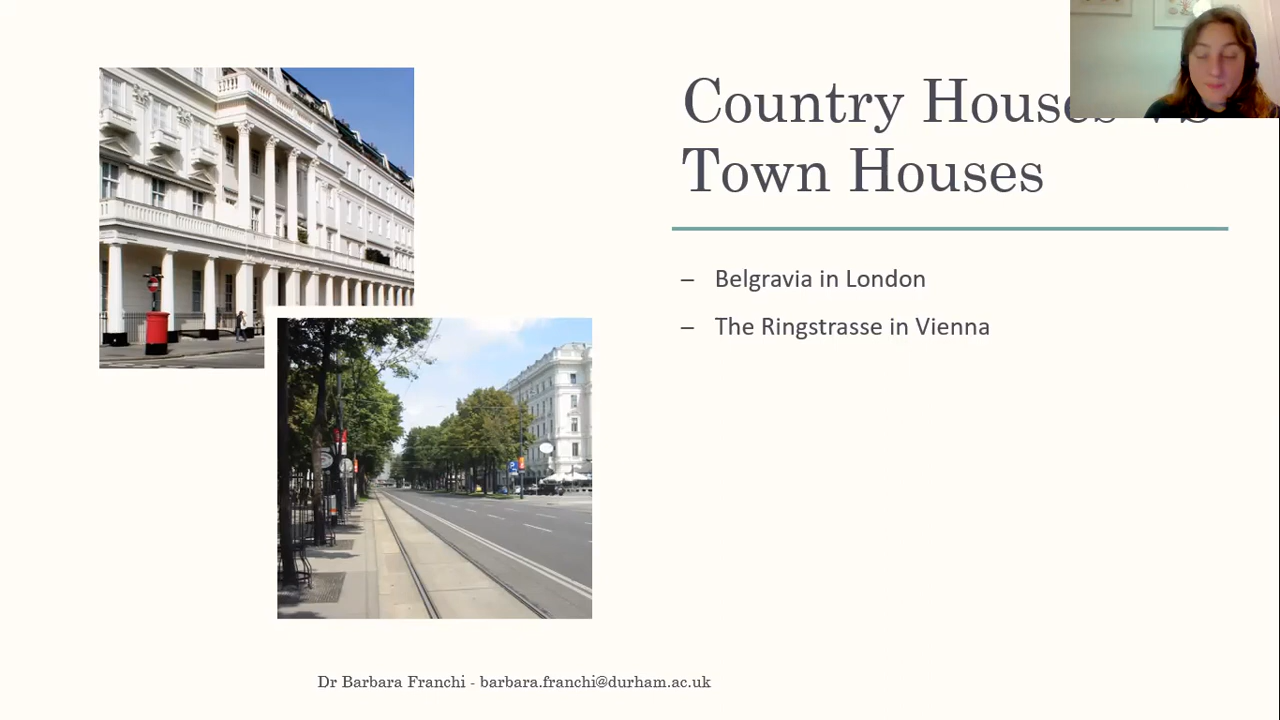 Country Houses vs
Town Houses
– Belgravia in London
– The Ringstrasse in Vienna
Dr Barbara Franchi - barbara.franchi@durham.ac.uk